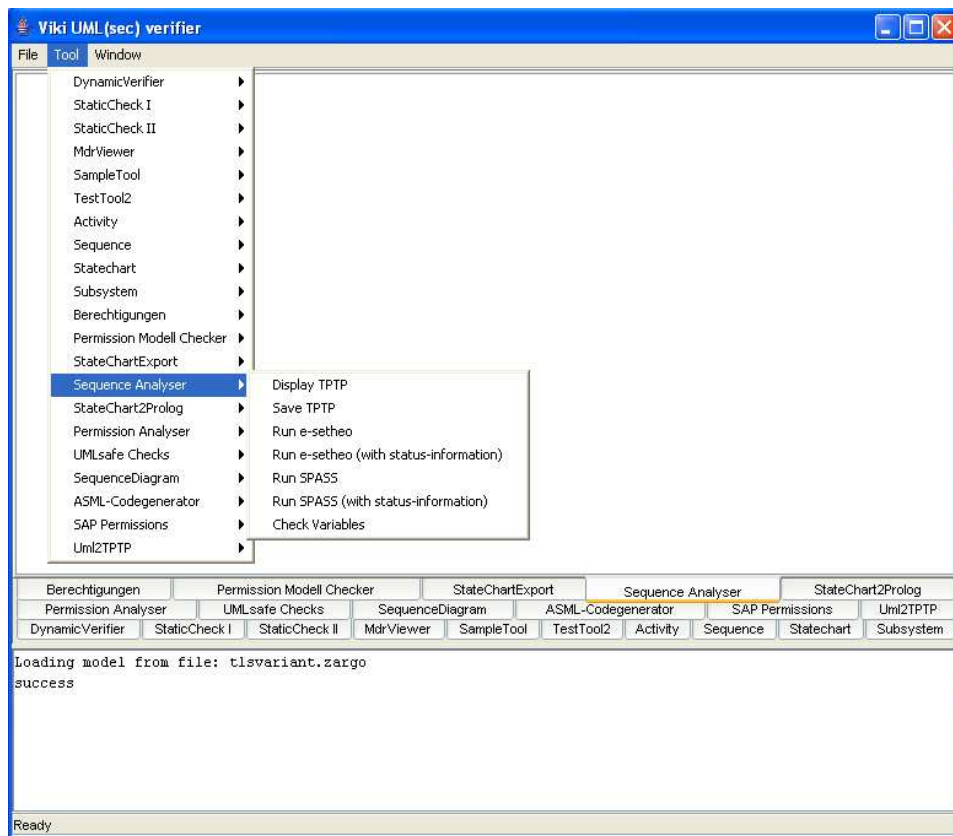 Viki UML(sec) verifier
File Tool Window
DynamicVerifier
StaticCheck I
StaticCheck II
MdrViewer
SampleTool
TestTool2
Activity
Sequence
Statechart
Subsystem
Berechtigungen
Permission Modell Checker
StateChartExport
Sequence Analyser
StateChart2Prolog
Permission Analyser
UMLsafe Checks
SequenceDiagram
ASML-Codegenerator
SAP Permissions
Uml2TPTP
Display TPTP
Save TPTP
Run e-setheo
Run e-setheo (with status-information)
Run SPASS
Run SPASS (with status-information)
Check Variables
Berechtigungen Permission Modell Checker StateChartExport Sequence Analyser StateChart2Prolog
Permission Analyser UMLsafe Checks SequenceDiagram ASML-Codegenerator SAP Permissions Uml2TPTP
DynamicVerifier StaticCheck I StaticCheck II MdrViewer SampleTool TestTool2 Activity Sequence Statechart Subsystem
Loading model from file: tlsvariant.zargo
success
Ready